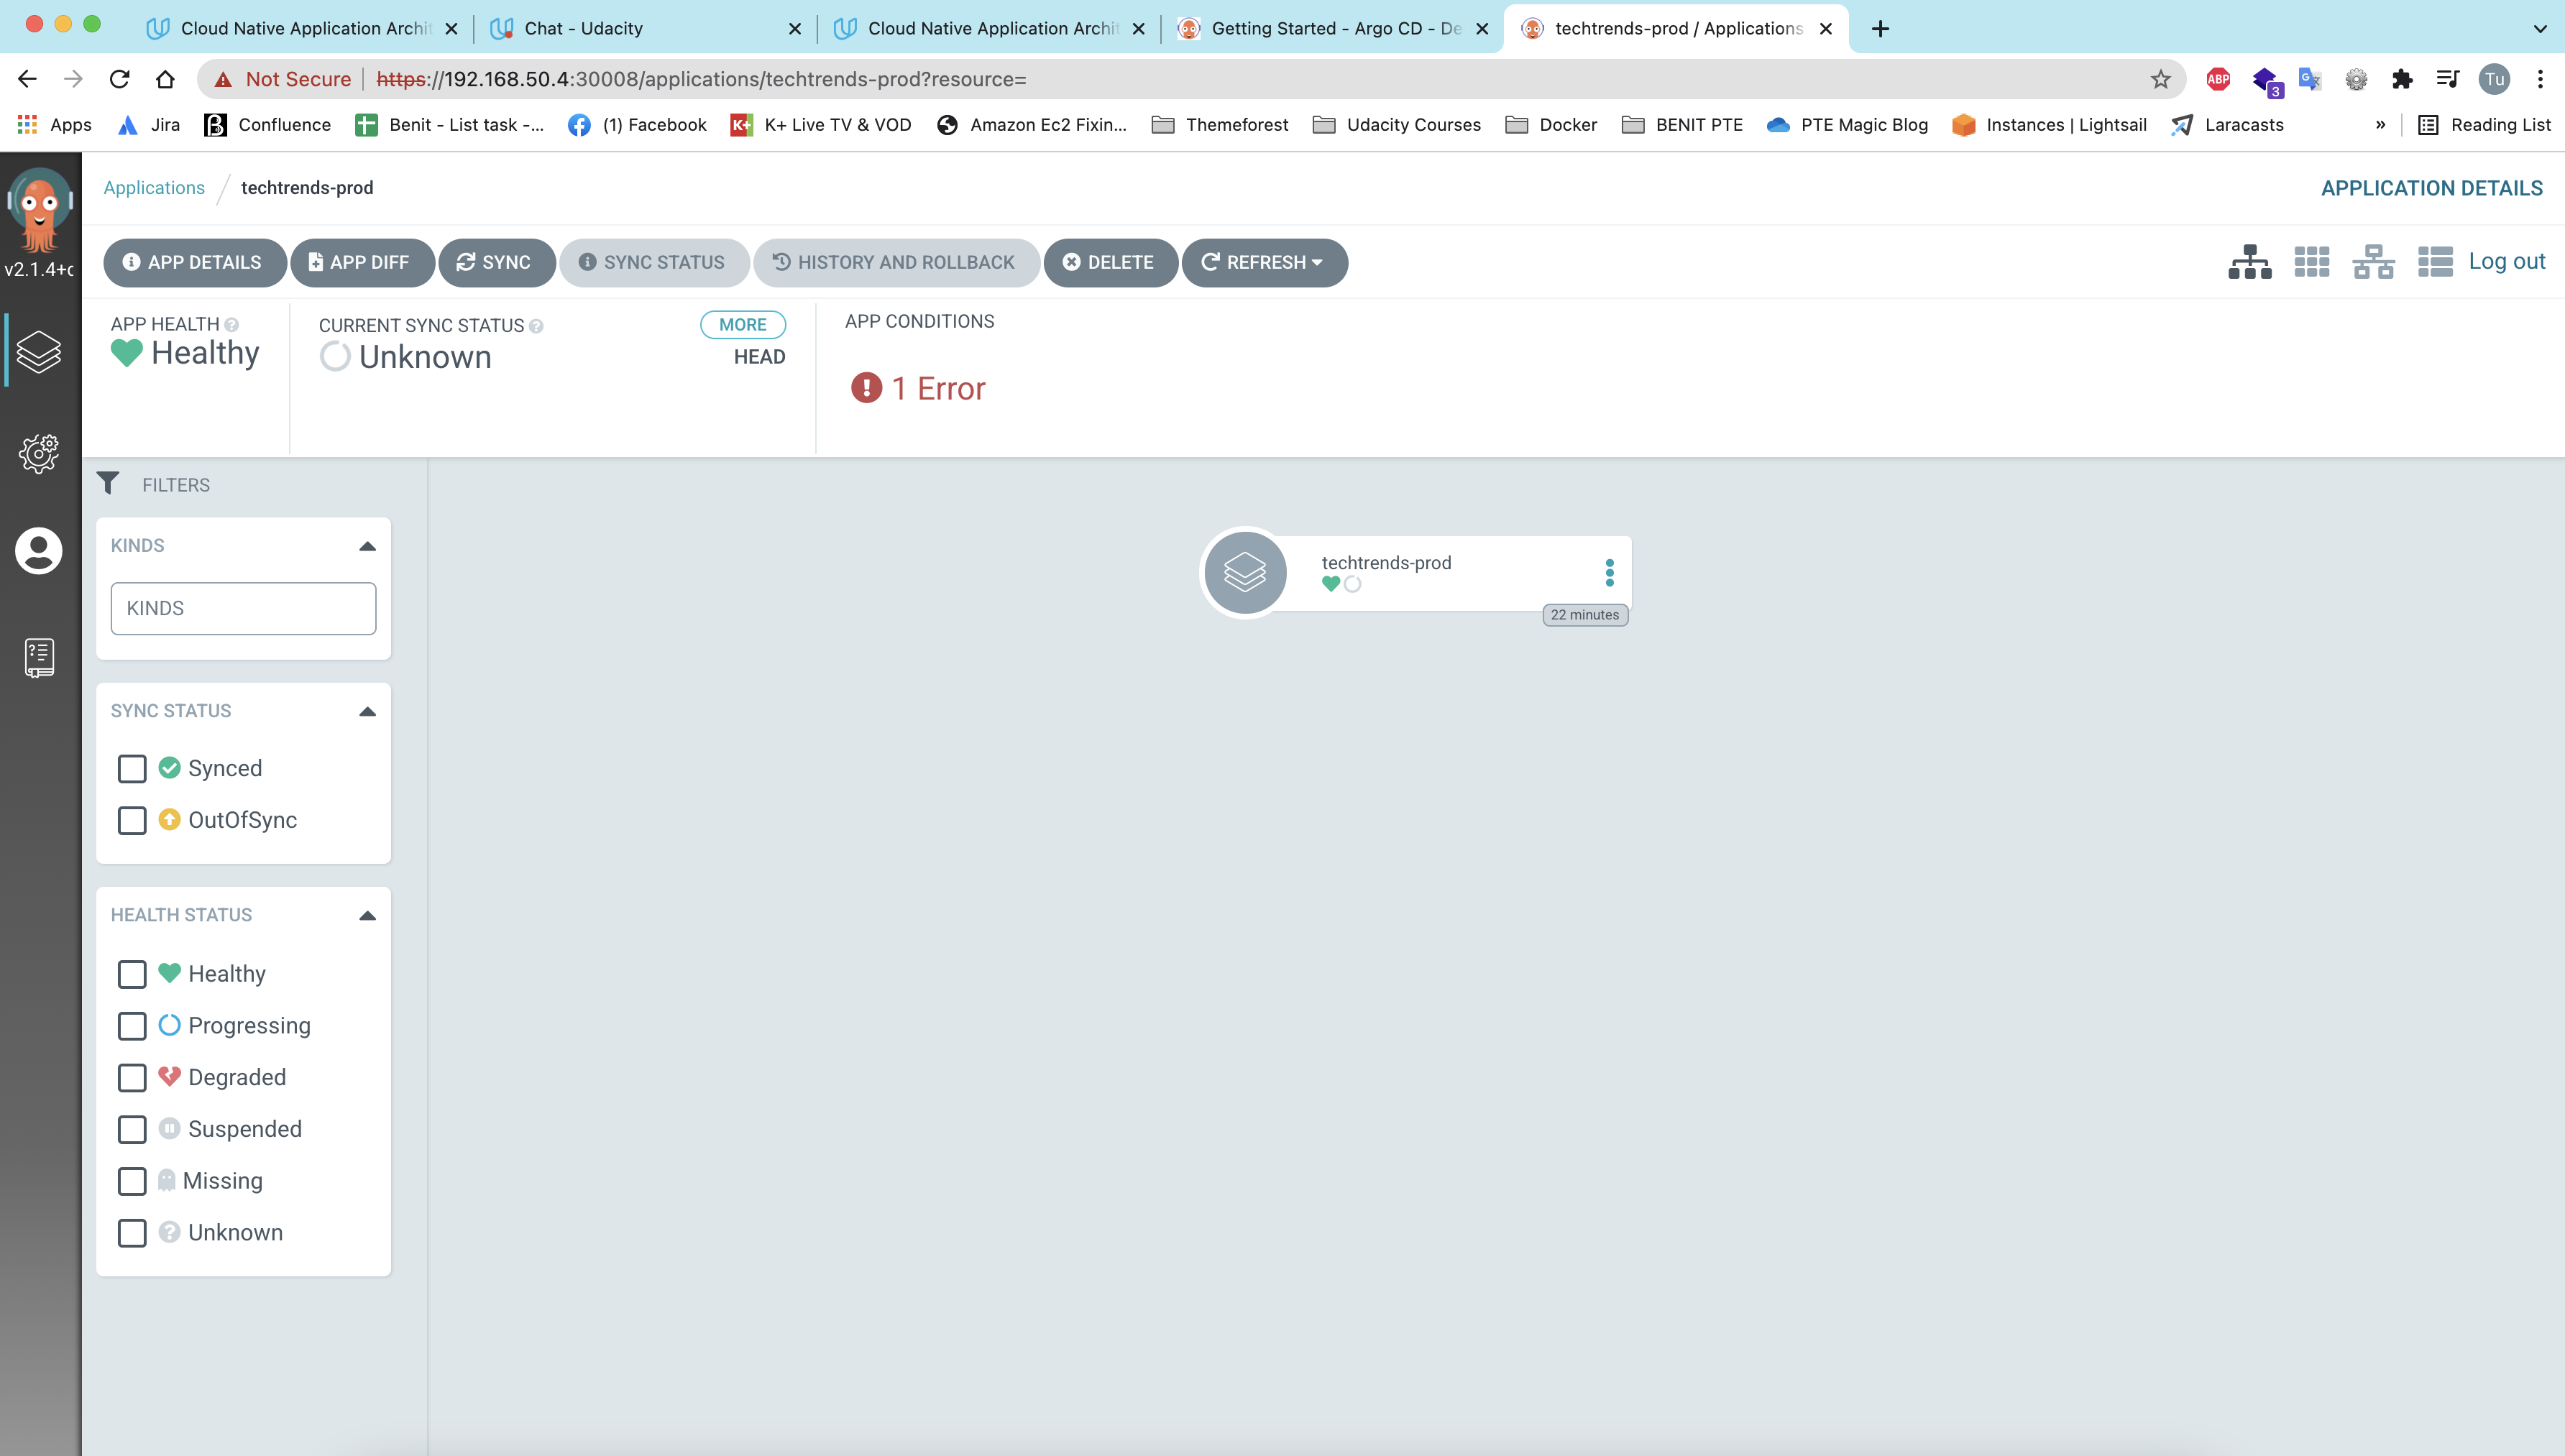 Cloud Native Application Archit
Chat - Udacity
Cloud Native Application Archit
Getting Started - Argo CD - De
techtrends-prod / Applications
Not Secure https://192.168.50.4:30008/applications/techtrends-prod?resource=
ABP
3
Tu
Apps
Jira
Confluence
Benit - List task -...
(1) Facebook
K+ K+ Live TV & VOD
Amazon Ec2 Fixin...
Themeforest
Udacity Courses
Docker
BENIT PTE
PTE Magic Blog
Instances | Lightsail
Laracasts
»
Reading List
v2.1.4+c
Applications / techtrends-prod
APPLICATION DETAILS
APP DETAILS
APP DIFF
SYNC
SYNC STATUS
HISTORY AND ROLLBACK
DELETE
REFRESH
Log out
APP HEALTH
Healthy
CURRENT SYNC STATUS
MORE
Unknown
HEAD
APP CONDITIONS
1 Error
FILTERS
KINDS
KINDS
SYNC STATUS
Synced
OutOfSync
HEALTH STATUS
Healthy
Progressing
Degraded
Suspended
Missing
Unknown
techtrends-prod
22 minutes